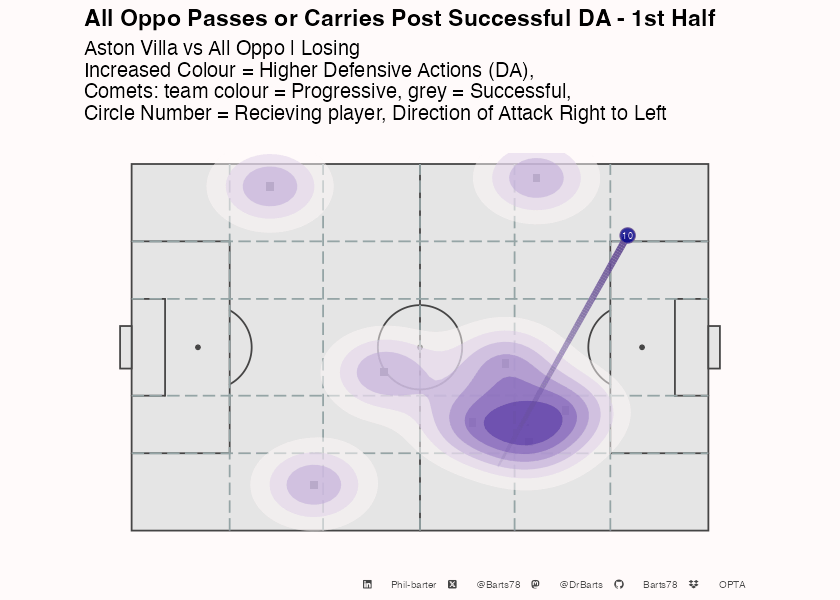 All Oppo Passes or Carries Post Successful DA - 1st Half
Aston Villa vs All Oppo | Losing
Increased Colour = Higher Defensive Actions (DA),
Comets: team colour = Progressive, grey = Successful,
Circle Number = Recieving player, Direction of Attack Right to Left
10
Phil-barter @Barts78 @DrBarts Barts78 OPTA